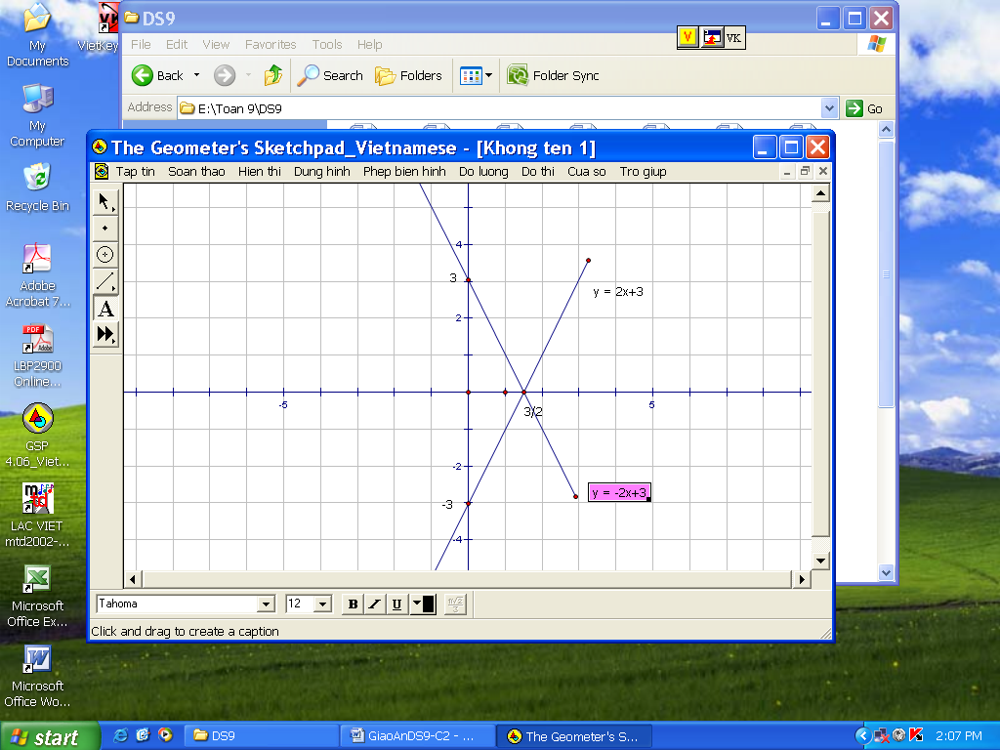 My
Documents
VietKey
DS9
File Edit View Favorites Tools Help
V VK
Back Search Folders Folder Sync
Address E:\Toan 9\DS9 Go
My
Computer
Recycle Bin
Adobe
Acrobat 7...
PDF
Adobe
LBP2900
Online...
GSP
4.06_Viet...
LAC VIET
mtd2002-...
Microsoft
Office Ex...
Microsoft
Office Wo...
The Geometer's Sketchpad_Vietnamese - [Khong ten 1]
Tap tin Soan thao Hien thi Dung hinh Phep bien hinh Do luong Do thi Cua so Tro giup
A
4
3
y = 2x+3
2
-5
5
3/2
-2
y = -2x+3
-3
-4
Tahoma 12 B I U
Click and drag to create a caption
start DS9 GiaoAnDS9-C2 - ... The Geometer's S... 2:07 PM